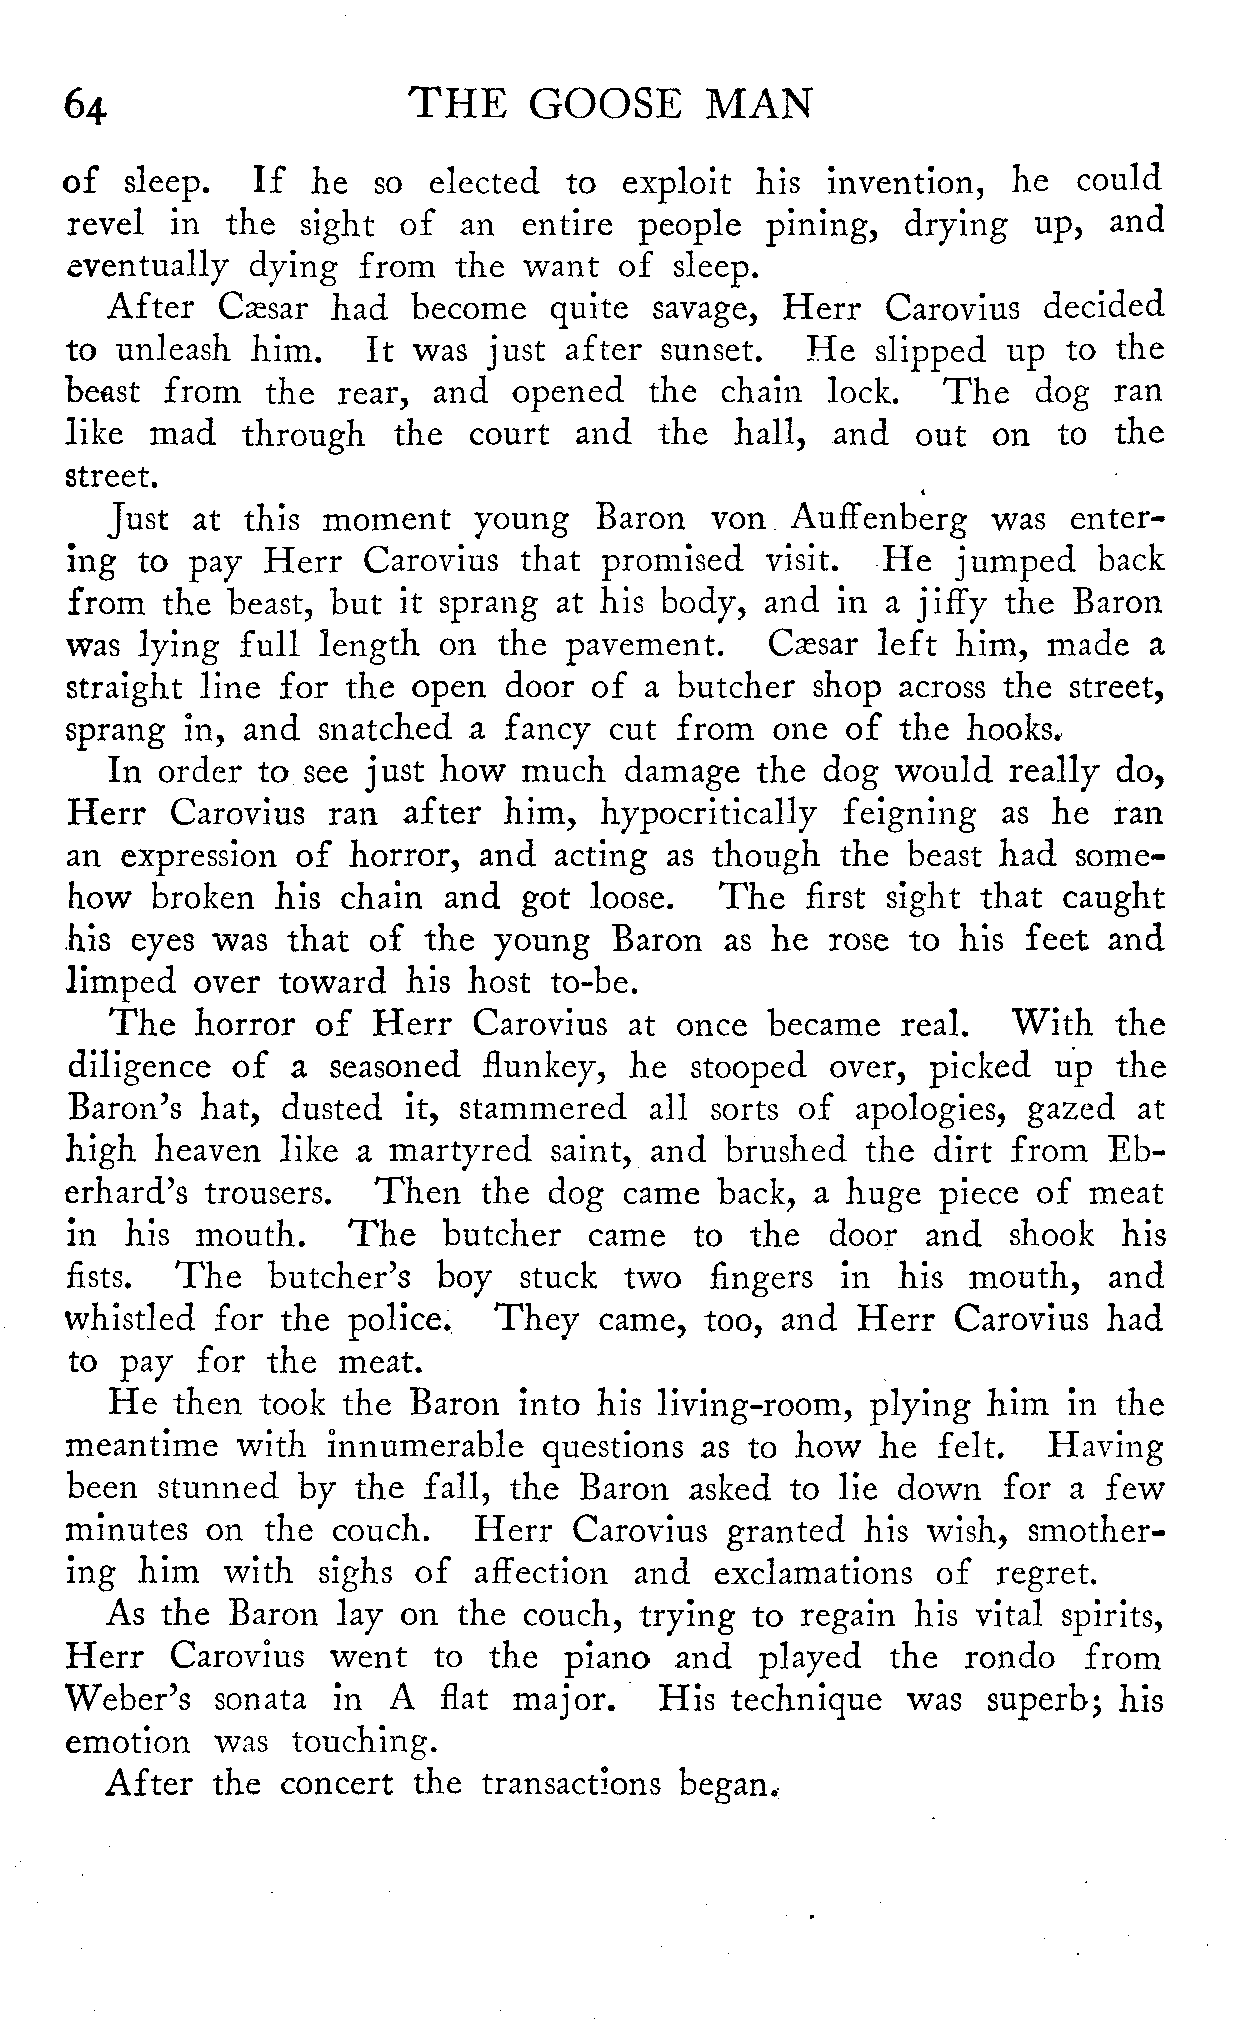 64 THE GOOSE MAN
of sleep. If he so elected to exploit his invention, he could
revel in the sight of an entire people pining, drying up, and
eventually dying from the want of sleep.
After Cæsar had become quite savage, Herr Carovius decided
to unleash him. It was just after sunset. He slipped up to the
beast from the rear, and opened the chain lock. The dog ran
like mad through the court and the hall, and out on to the
street.
Just at this moment young Baron von Auffenberg was enter-
ing to pay Herr Carovius that promised visit. He jumped back
from the beast, but it sprang at his body, and in a jiffy the Baron
was lying full length on the pavement. Cæsar left him, made a
straight line for the open door of a butcher shop across the street,
sprang in, and snatched a fancy cut from one of the hooks.
In order to see just how much damage the dog would really do,
Herr Carovius ran after him, hypocritically feigning as he ran
an expression of horror, and acting as though the beast had some-
how broken his chain and got loose. The first sight that caught
his eyes was that of the young Baron as he rose to his feet and
limped over toward his host to-be.
The horror of Herr Carovius at once became real. With the
diligence of a seasoned flunkey, he stooped over, picked up the
Baron's hat, dusted it, stammered all sorts of apologies, gazed at
high heaven like a martyred saint, and brushed the dirt from Eb-
erhard's trousers. Then the dog came back, a huge piece of meat
in his mouth. The butcher came to the door and shook his
fists. The butcher's boy stuck two fingers in his mouth, and
whistled for the police. They came, too, and Herr Carovius had
to pay for the meat.
He then took the Baron into his living-room, plying him in the
meantime with innumerable questions as to how he felt. Having
been stunned by the fall, the Baron asked to lie down for a few
minutes on the couch. Herr Carovius granted his wish, smother-
ing him with sighs of affection and exclamations of regret.
As the Baron lay on the couch, trying to regain his vital spirits,
Herr Carovius went to the piano and played the rondo from
Weber's sonata in A flat major. His technique was superb; his
emotion was touching.
After the concert the transactions began.